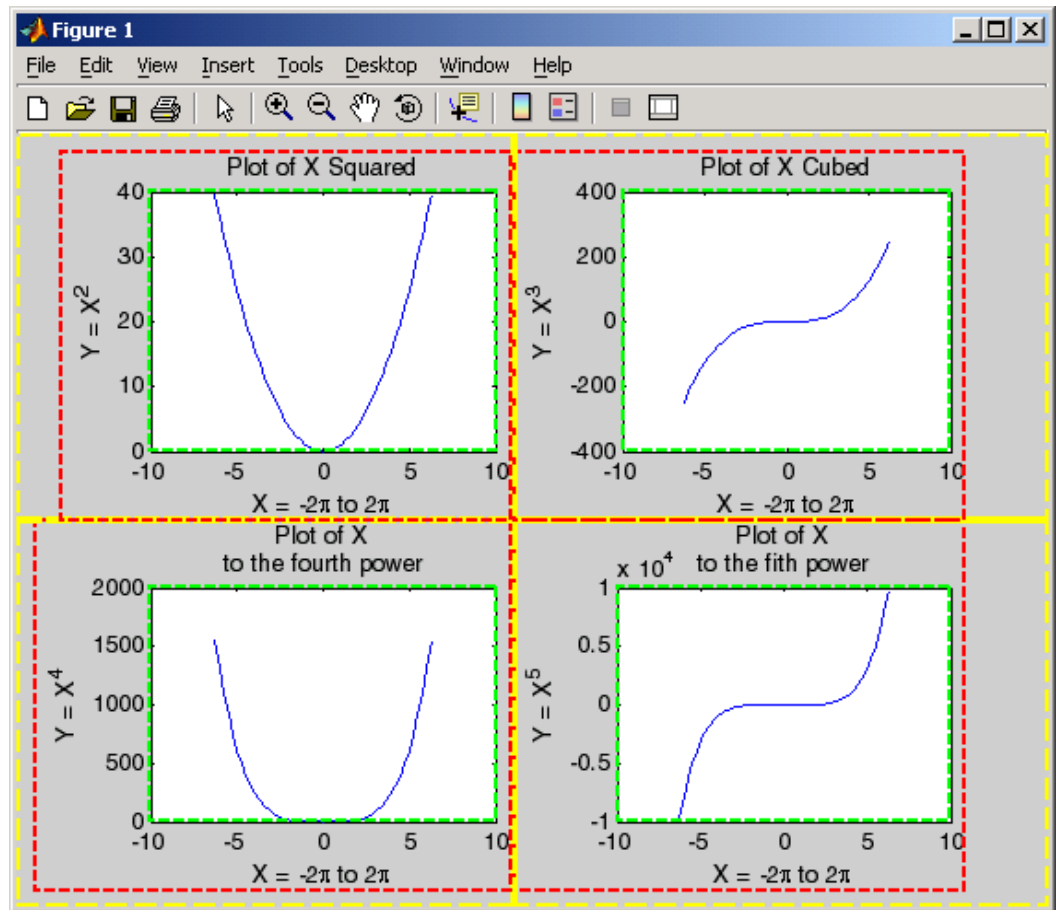 Figure 1
File Edit View Insert Tools Desktop Window Help
Plot of X Squared
40
30
20
10
0
Y = X²
-10 -5 0 5 10
X = -2π to 2π
Plot of X Cubed
400
200
0
-200
-400
Y = X³
-10 -5 0 5 10
X = -2π to 2π
Plot of X
to the fourth power
2000
1500
1000
500
0
Y = X⁴
-10 -5 0 5 10
X = -2π to 2π
Plot of X
to the fith power
x 10⁴
1
0.5
0
-0.5
-1
Y = X⁵
-10 -5 0 5 10
X = -2π to 2π